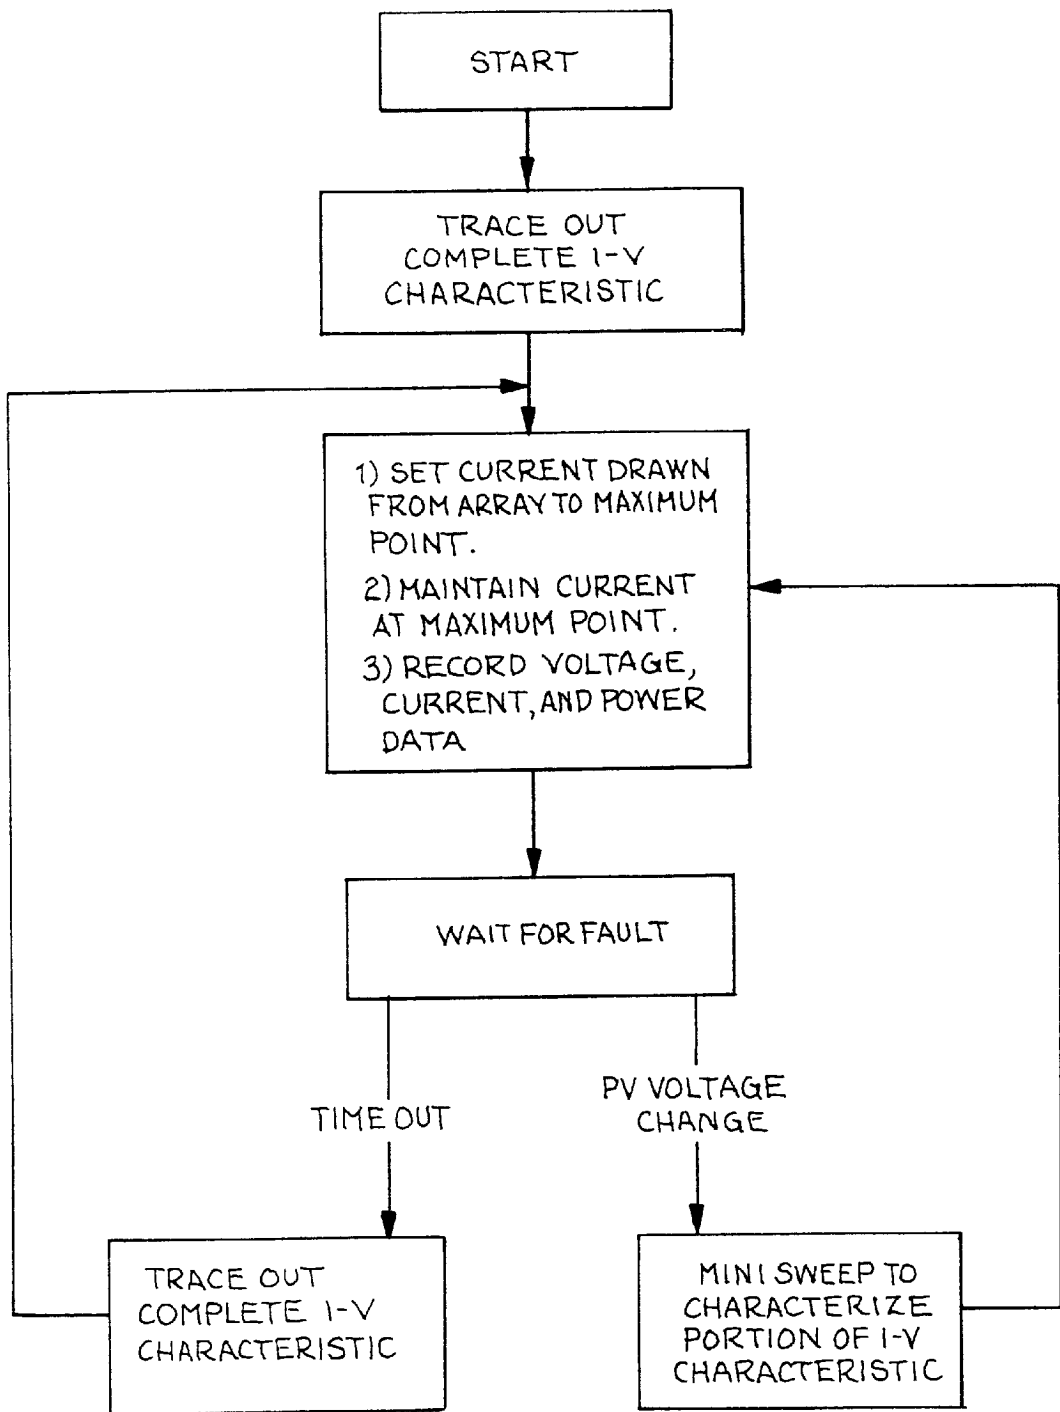 START
TRACE OUT
COMPLETE I-V
CHARACTERISTIC
1) SET CURRENT DRAWN
FROM ARRAY TO MAXIMUM
POINT.
2) MAINTAIN CURRENT
AT MAXIMUM POINT.
3) RECORD VOLTAGE,
CURRENT, AND POWER
DATA
WAIT FOR FAULT
TIME OUT
PV VOLTAGE
CHANGE
TRACE OUT
COMPLETE I-V
CHARACTERISTIC
MINI SWEEP TO
CHARACTERIZE
PORTION OF I-V
CHARACTERISTIC